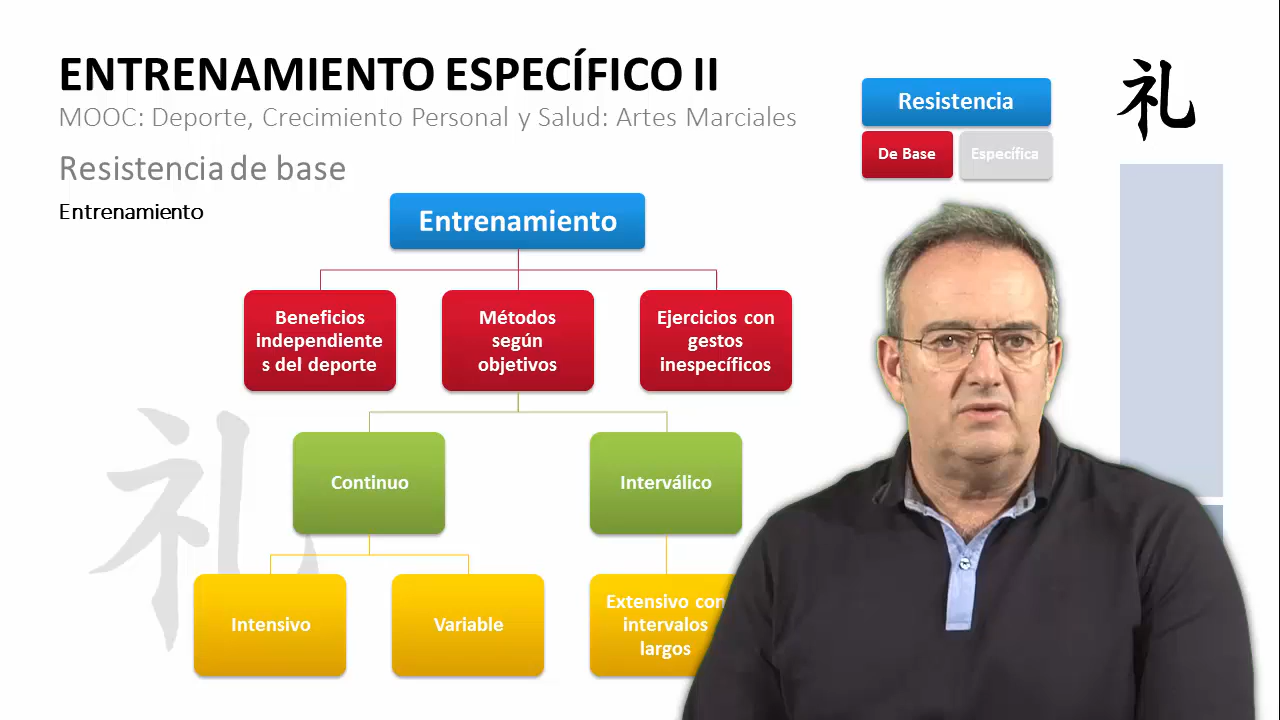 ENTRENAMIENTO ESPECÍFICO II
MOOC: Deporte, Crecimiento Personal y Salud: Artes Marciales
Resistencia
礼
De Base
Específica
Resistencia de base
Entrenamiento
Entrenamiento
Beneficios
independiente
s del deporte
Métodos
según
objetivos
Ejercicios con
gestos
inespecíficos
礼
Continuo
Interválico
Intensivo
Variable
Extensivo con
intervalos
largos